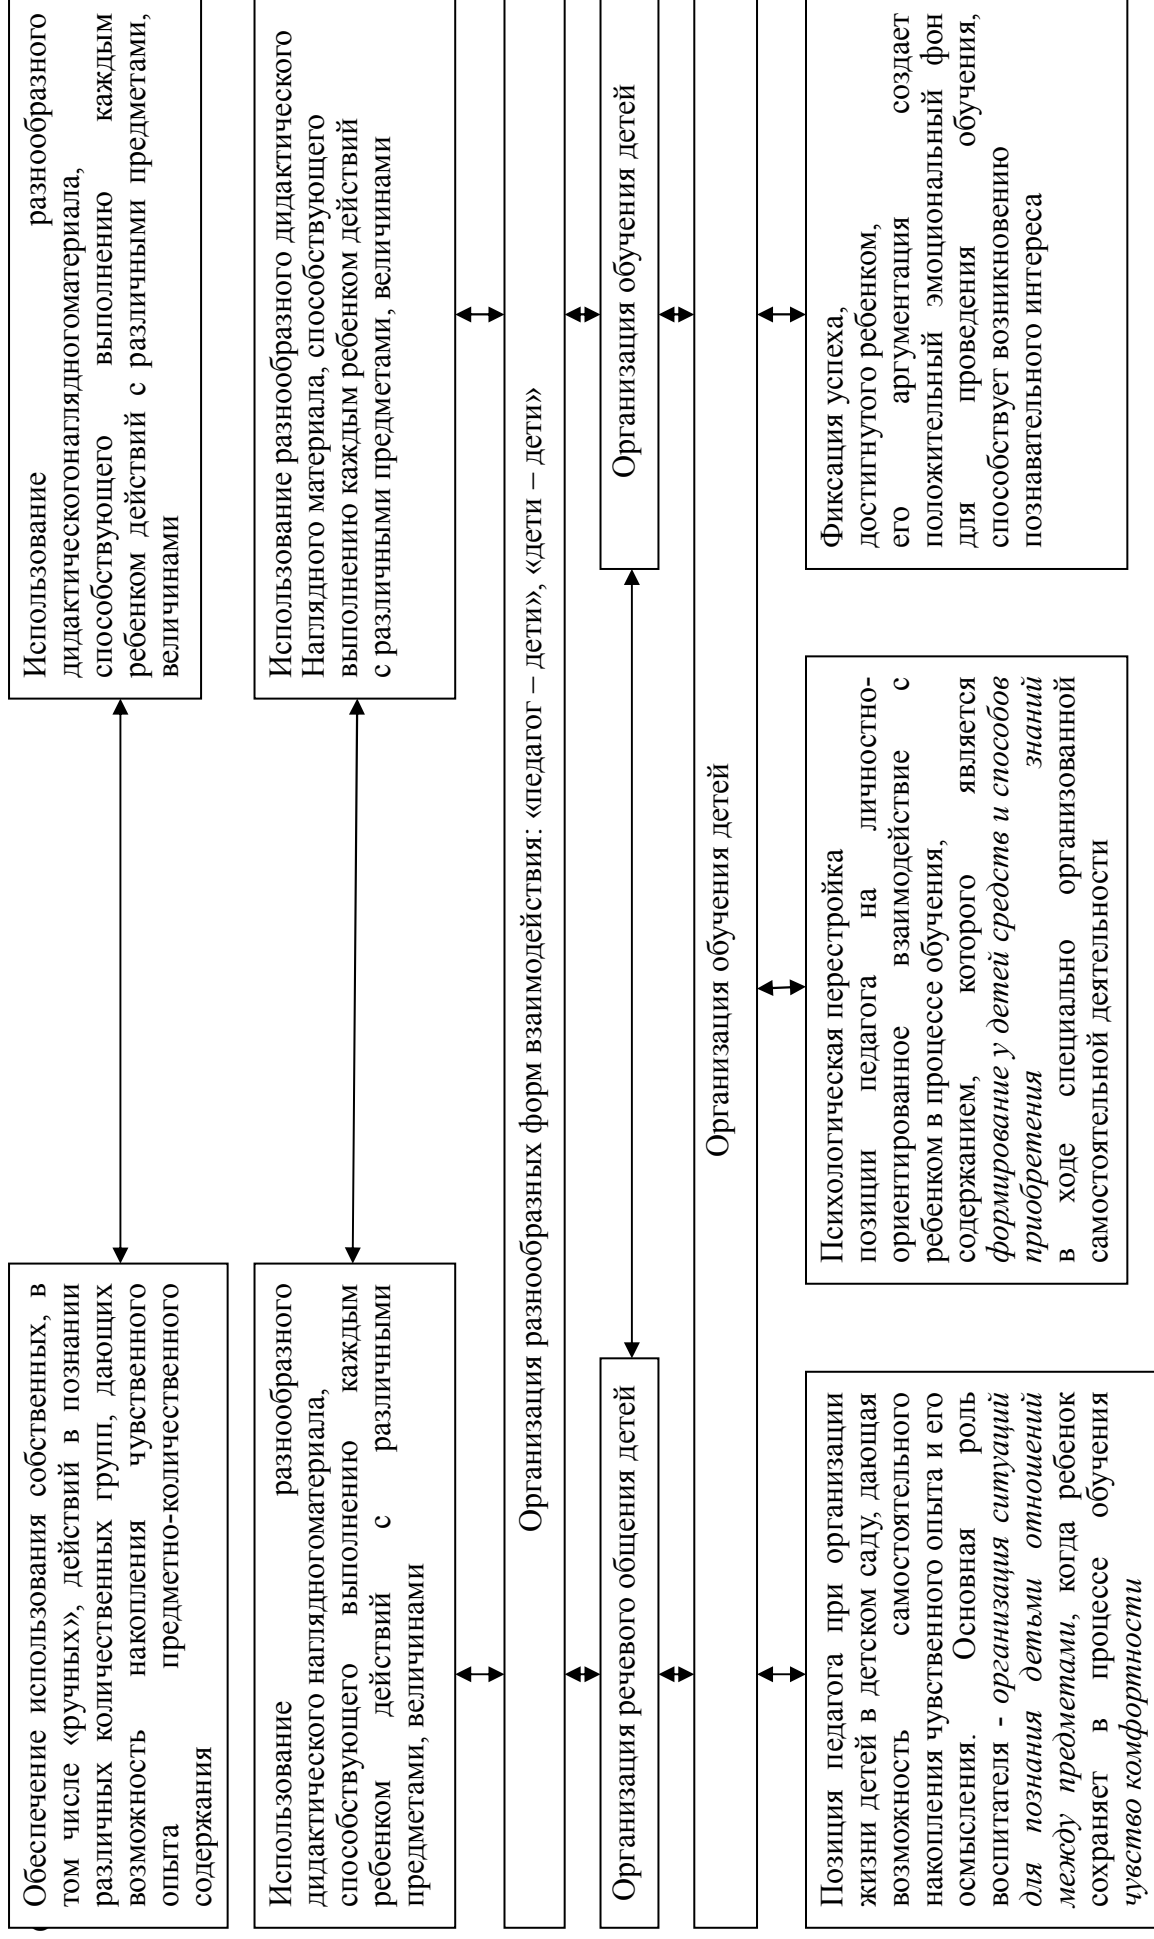 Обеспечение использования собственных, в
том числе «ручных», действий в познании
различных количественных групп, дающих
возможность накопления чувственного
опыта предметно-количественного
содержания
Использование разнообразного
дидактическогонаглядногоматериала,
способствующего выполнению каждым
ребенком действий с различными предметами,
величинами
Использование разнообразного
дидактического наглядногоматериала,
способствующего выполнению каждым
ребенком действий с различными
предметами, величинами
Использование разнообразного дидактического
Наглядного материала, способствующего
выполнению каждым ребенком действий
с различными предметами, величинами
Организация разнообразных форм взаимодействия: «педагог – дети», «дети – дети»
Организация речевого общения детей
Организация обучения детей
Организация обучения детей
Позиция педагога при организации
жизни детей в детском саду, дающая
возможность самостоятельного
накопления чувственного опыта и его
осмысления. Основная роль
воспитателя - организация ситуаций
для познания детьми отношений
между предметами, когда ребенок
сохраняет в процессе обучения
чувство комфортности
Психологическая перестройка
позиции педагога на личностно-
ориентированное взаимодействие с
ребенком в процессе обучения,
содержанием, которого является
формирование у детей средств и способов
приобретения знаний
в ходе специально организованной
самостоятельной деятельности
Фиксация успеха,
достигнутого ребенком,
его аргументация создает
положительный эмоциональный фон
для проведения обучения,
способствует возникновению
познавательного интереса